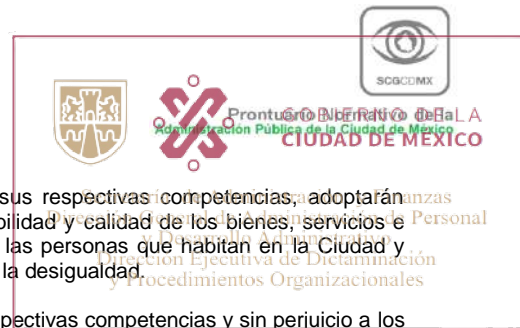 SCGCDMX
Prontuario Normativo de la
Administración Pública de la Ciudad de México
GOBIERNO DE LA
CIUDAD DE MÉXICO
sus respectivas competencias, adoptarán
Secretaría de Administración y Finanzas
bilidad y calidad de los bienes, servicios e
Dirección General de Administración de Personal
las personas que habitan en la Ciudad y
y Desarrollo Administrativo
Dirección Ejecutiva de Dictaminación
la desigualdad.
y Procedimientos Organizacionales
pectivas competencias y sin perjuicio a los